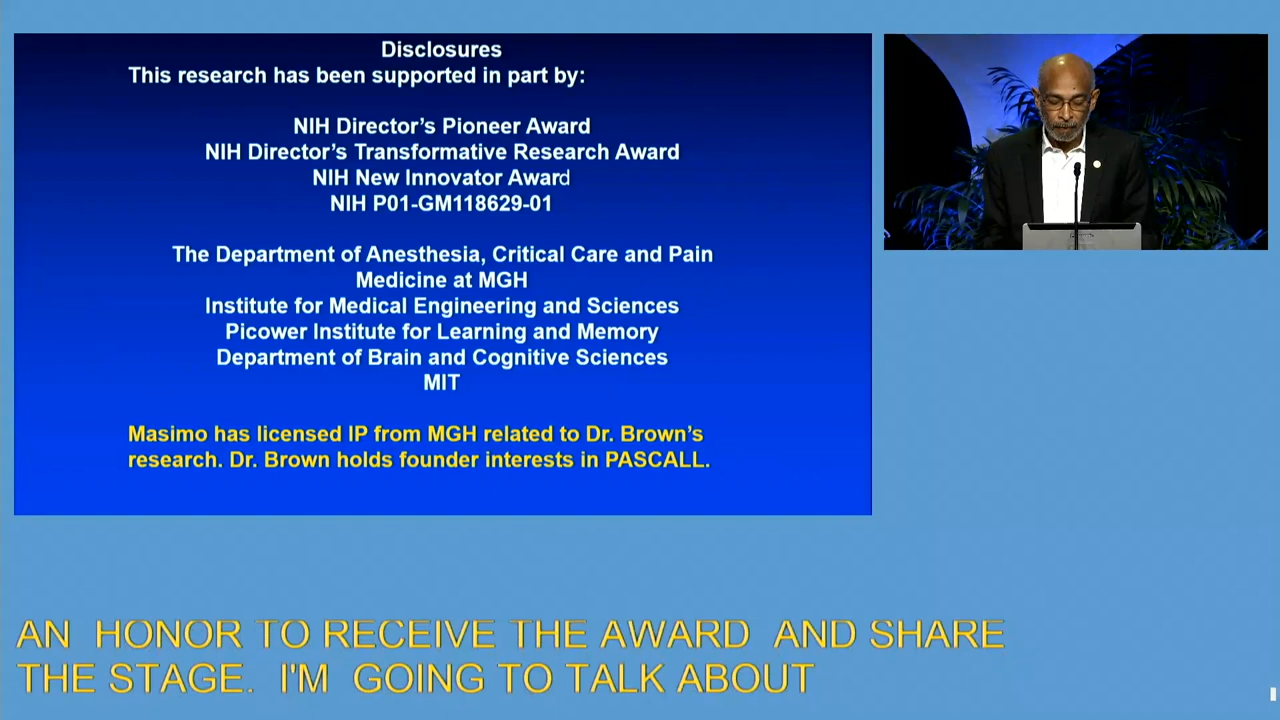 Disclosures
This research has been supported in part by:
NIH Director’s Pioneer Award
NIH Director’s Transformative Research Award
NIH New Innovator Award
NIH P01-GM118629-01
The Department of Anesthesia, Critical Care and Pain
Medicine at MGH
Institute for Medical Engineering and Sciences
Picower Institute for Learning and Memory
Department of Brain and Cognitive Sciences
MIT
Masimo has licensed IP from MGH related to Dr. Brown’s
research. Dr. Brown holds founder interests in PASCALL.
AN HONOR TO RECEIVE THE AWARD AND SHARE
THE STAGE. I'M GOING TO TALK ABOUT